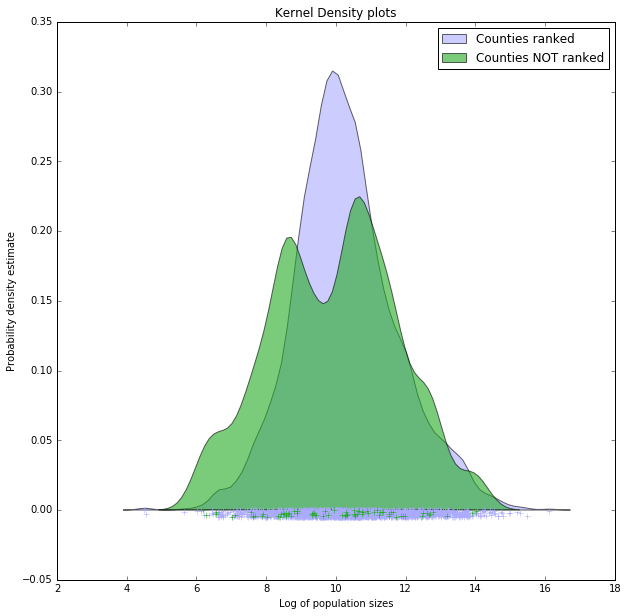 Kernel Density plots
Counties ranked
Counties NOT ranked
0.35
0.30
0.25
0.20
0.15
0.10
0.05
0.00
−0.05
Probability density estimate
2 4 6 8 10 12 14 16 18
Log of population sizes